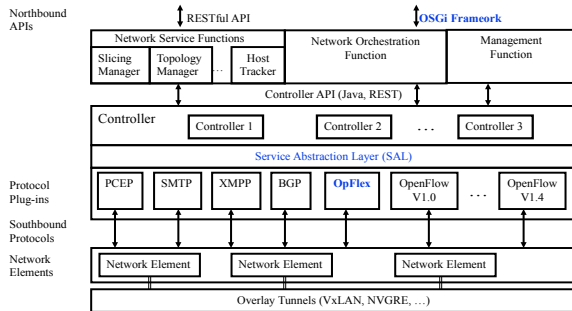 Northbound
APIs
RESTful API
OSGi Frameork
Network Service Functions
Slicing
Manager
Topology
Manager
...
Host
Tracker
Network Orchestration
Function
Management
Function
Controller API (Java, REST)
Controller
Controller 1
Controller 2
. . .
Controller 3
Service Abstraction Layer (SAL)
Protocol
Plug-ins
PCEP
SMTP
XMPP
BGP
OpFlex
OpenFlow
V1.0
. . .
OpenFlow
V1.4
Southbound
Protocols
Network
Elements
Network Element
Network Element
Network Element
Overlay Tunnels (VxLAN, NVGRE, …)